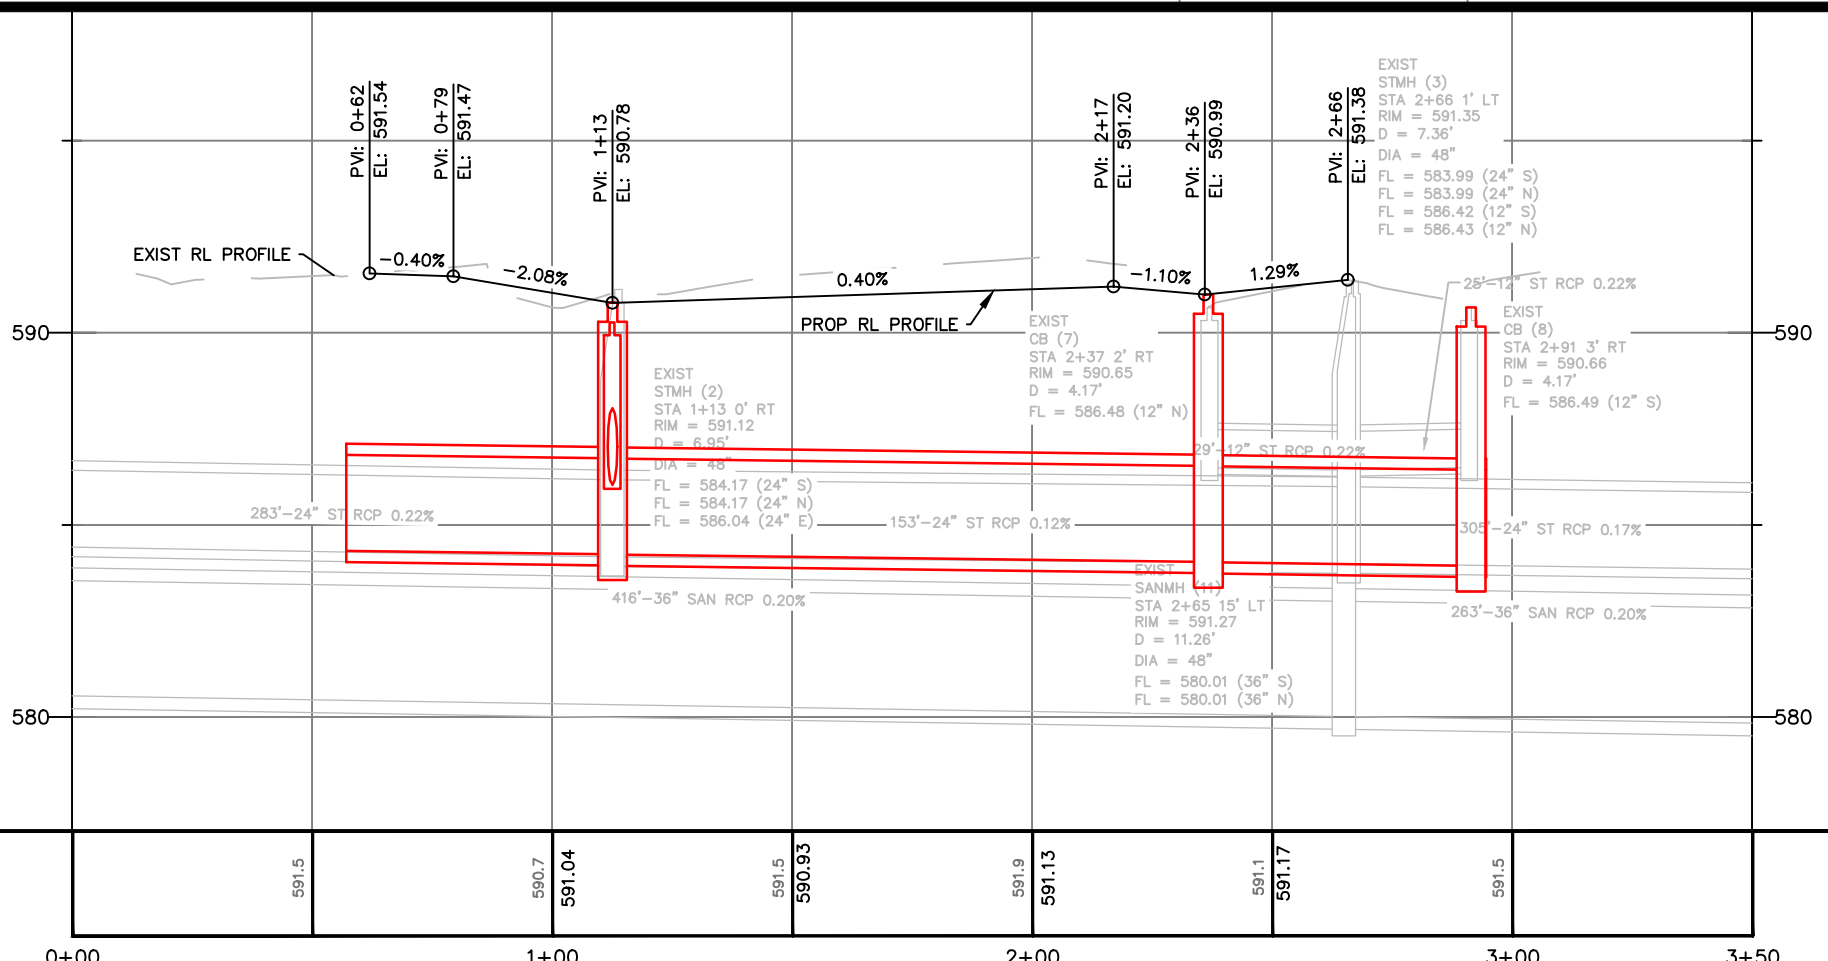 PVI: 0+62
EL: 591.54
PVI: 0+79
EL: 591.47
PVI: 1+13
EL: 590.78
PVI: 2+17
EL: 591.20
PVI: 2+36
EL: 590.99
PVI: 2+66
EL: 591.38
EXIST
STMH (3)
STA 2+66 1' LT
RIM = 591.35
D = 7.36'
DIA = 48"
FL = 583.99 (24" S)
FL = 583.99 (24" N)
FL = 586.42 (12" S)
FL = 586.43 (12" N)
EXIST RL PROFILE
-0.40%
-2.08%
0.40%
-1.10%
1.29%
PROP RL PROFILE
25'-12" ST RCP 0.22%
590
590
EXIST
CB (7)
STA 2+37 2' RT
RIM = 590.65
D = 4.17'
FL = 586.48 (12" N)
EXIST
CB (8)
STA 2+91 3' RT
RIM = 590.66
D = 4.17'
FL = 586.49 (12" S)
EXIST
STMH (2)
STA 1+13 0' RT
RIM = 591.12
D = 6.95'
DIA = 48"
FL = 584.17 (24" S)
FL = 584.17 (24" N)
FL = 586.04 (24" E)
29'-12" ST RCP 0.22%
283'-24" ST RCP 0.22%
153'-24" ST RCP 0.12%
305'-24" ST RCP 0.17%
EXIST
SANMH (11)
STA 2+65 15' LT
RIM = 591.27
D = 11.26'
DIA = 48"
FL = 580.01 (36" S)
FL = 580.01 (36" N)
416'-36" SAN RCP 0.20%
263'-36" SAN RCP 0.20%
580
580
591.5
590.7
591.04
591.5
590.93
591.9
591.13
591.1
591.17
591.5
0+00
1+00
2+00
3+00
3+50